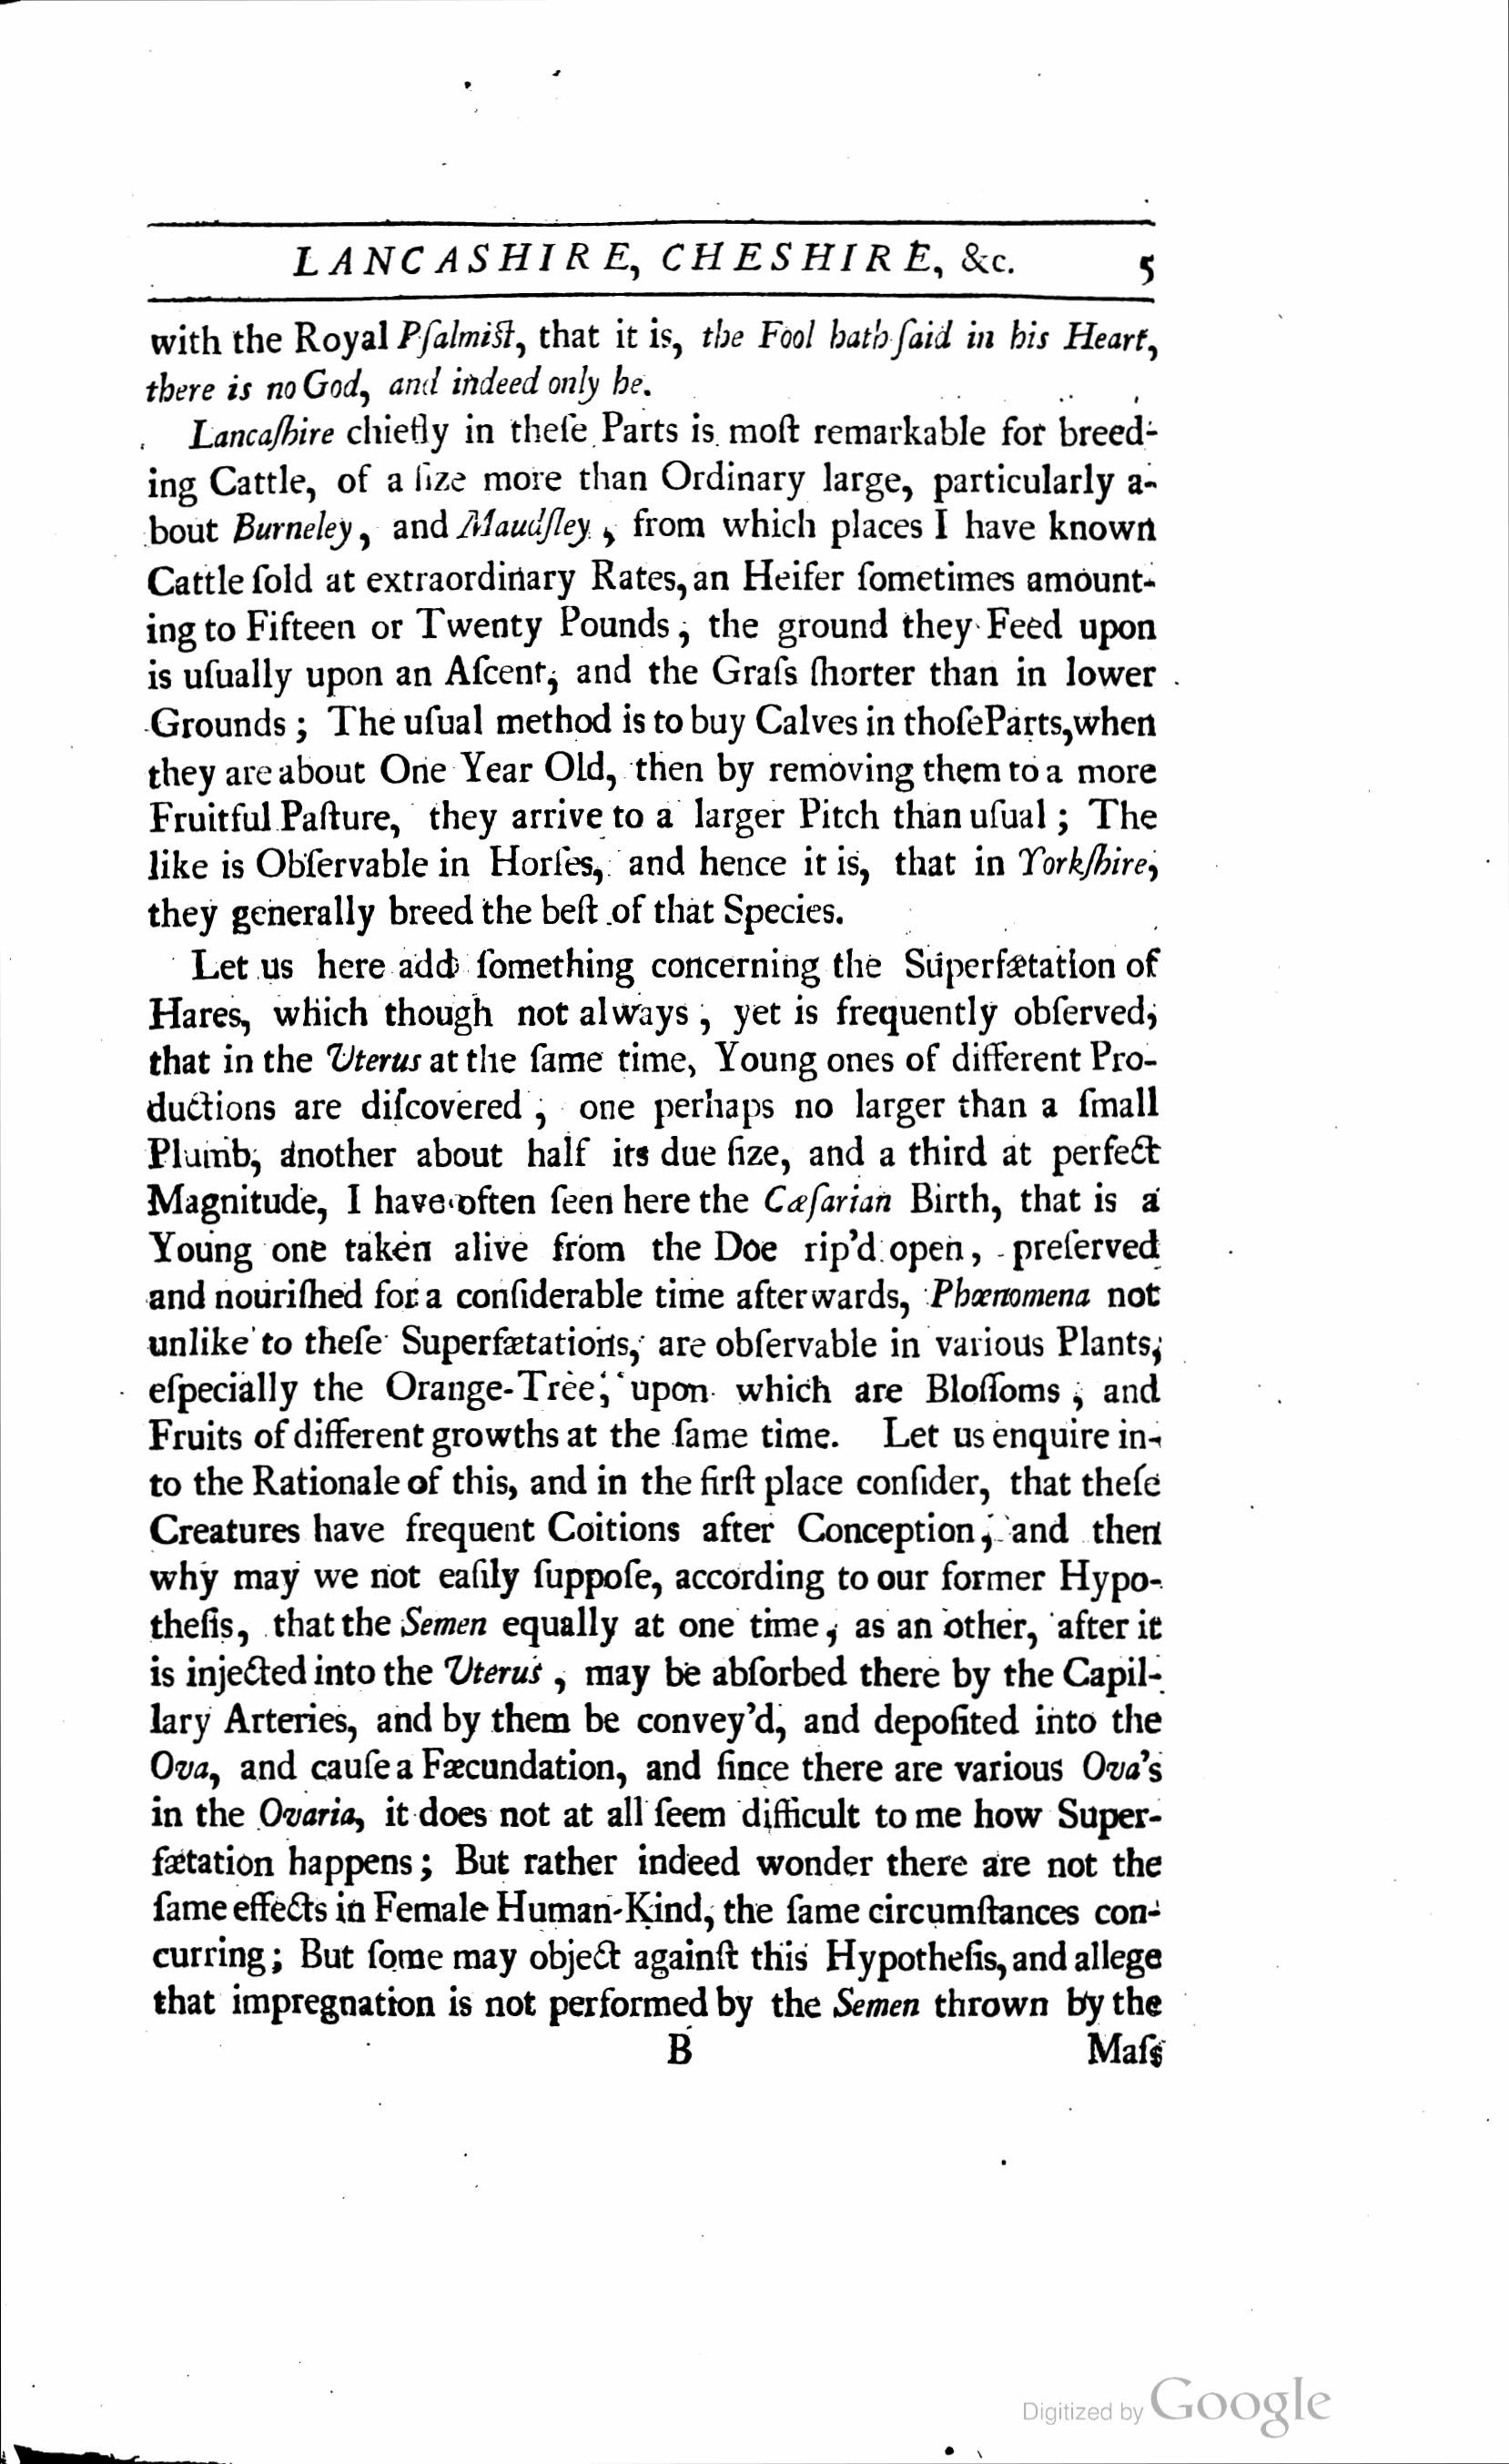 LANCASHIRE, CHESHIRE, &c. 5
with the Royal Pſalmiſt, that it is, the Fool hath ſaid in his Heart,
there is no God, and indeed only he.
Lancaſhire chiefly in theſe Parts is moſt remarkable for breed-
ing Cattle, of a ſize more than Ordinary large, particularly a-
bout Burneley, and Maudſley, from which places I have known
Cattle ſold at extraordinary Rates, an Heifer ſometimes amount-
ing to Fifteen or Twenty Pounds, the ground they Feed upon
is uſually upon an Aſcent, and the Graſs ſhorter than in lower
Grounds; The uſual method is to buy Calves in thoſe Parts, when
they are about One Year Old, then by removing them to a more
Fruitful Paſture, they arrive to a larger Pitch than uſual; The
like is Obſervable in Horſes, and hence it is, that in Yorkſhire,
they generally breed the beſt of that Species.
Let us here add ſomething concerning the Superfætation of
Hares, which though not always, yet is frequently obſerved,
that in the Uterus at the ſame time, Young ones of different Pro-
ductions are diſcovered, one perhaps no larger than a ſmall
Plumb, another about half its due ſize, and a third at perfect
Magnitude, I have often ſeen here the Cæſarian Birth, that is a
Young one taken alive from the Doe rip'd open, preſerved
and nouriſhed for a conſiderable time afterwards, Phœnomena not
unlike to theſe Superfætations, are obſervable in various Plants,
eſpecially the Orange-Tree, upon which are Bloſſoms, and
Fruits of different growths at the ſame time. Let us enquire in-
to the Rationale of this, and in the firſt place conſider, that theſe
Creatures have frequent Coitions after Conception, and then
why may we not eaſily ſuppoſe, according to our former Hypo-
theſis, that the Semen equally at one time, as an other, after it
is injected into the Uterus, may be abſorbed there by the Capil-
lary Arteries, and by them be convey'd, and depoſited into the
Ova, and cauſe a Fæcundation, and ſince there are various Ova's
in the Ovaria, it does not at all ſeem difficult to me how Super-
fætation happens; But rather indeed wonder there are not the
ſame effects in Female Human-Kind, the ſame circumſtances con-
curring; But ſome may object againſt this Hypotheſis, and allege
that impregnation is not performed by the Semen thrown by the
B Maſs
Digitized by Google